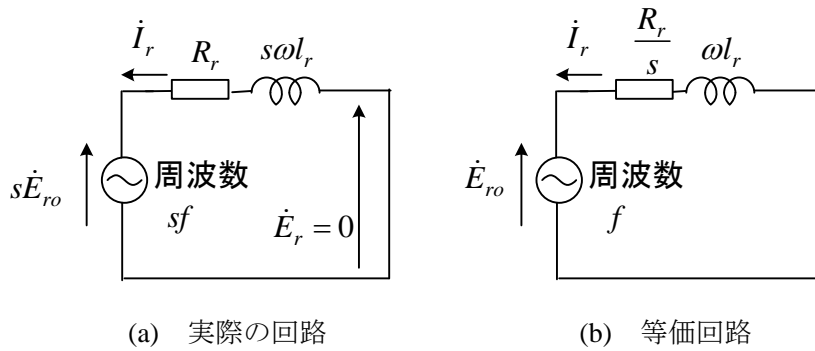 İ_r R_r sωl_r
sĖ_ro 周波数 sf
Ė_r = 0
(a) 実際の回路
İ_r R_r/s ωl_r
Ė_ro 周波数 f
(b) 等価回路